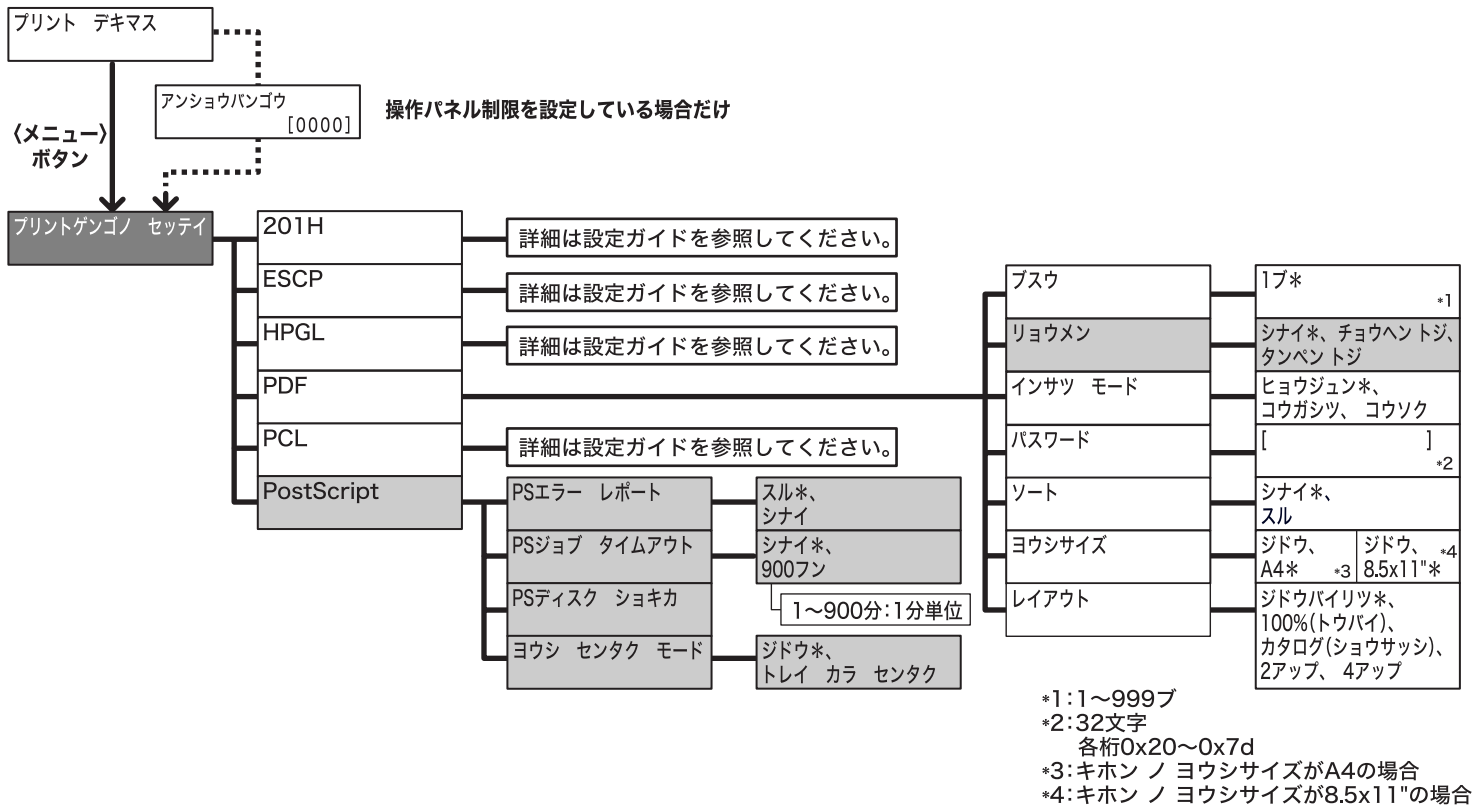 プリント デキマス
アンショウバンゴウ
[0000]
操作パネル制限を設定している場合だけ
〈メニュー〉
ボタン
プリントゲンゴノ セッテイ
201H
詳細は設定ガイドを参照してください。
ESCP
詳細は設定ガイドを参照してください。
HPGL
詳細は設定ガイドを参照してください。
PDF
PCL
詳細は設定ガイドを参照してください。
PostScript
PSエラー レポート
スル*、
シナイ
PSジョブ タイムアウト
シナイ*、
900フン
1〜900分:1分単位
PSディスク ショキカ
ヨウシ センタク モード
ジドウ*、
トレイ カラ センタク
ブスウ
1ブ*
*1
リョウメン
シナイ*、チョウヘン トジ、
タンペン トジ
インサツ モード
ヒョウジュン*、
コウガシツ、 コウソク
パスワード
[ ]
*2
ソート
シナイ*、
スル
ヨウシサイズ
ジドウ、
A4* *3
ジドウ、 *4
8.5x11"*
レイアウト
ジドウバイリツ*、
100%(トウバイ)、
カタログ(ショウサッシ)、
2アップ、 4アップ
*1:1〜999ブ
*2:32文字
各桁0x20〜0x7d
*3:キホン ノ ヨウシサイズがA4の場合
*4:キホン ノ ヨウシサイズが8.5x11"の場合